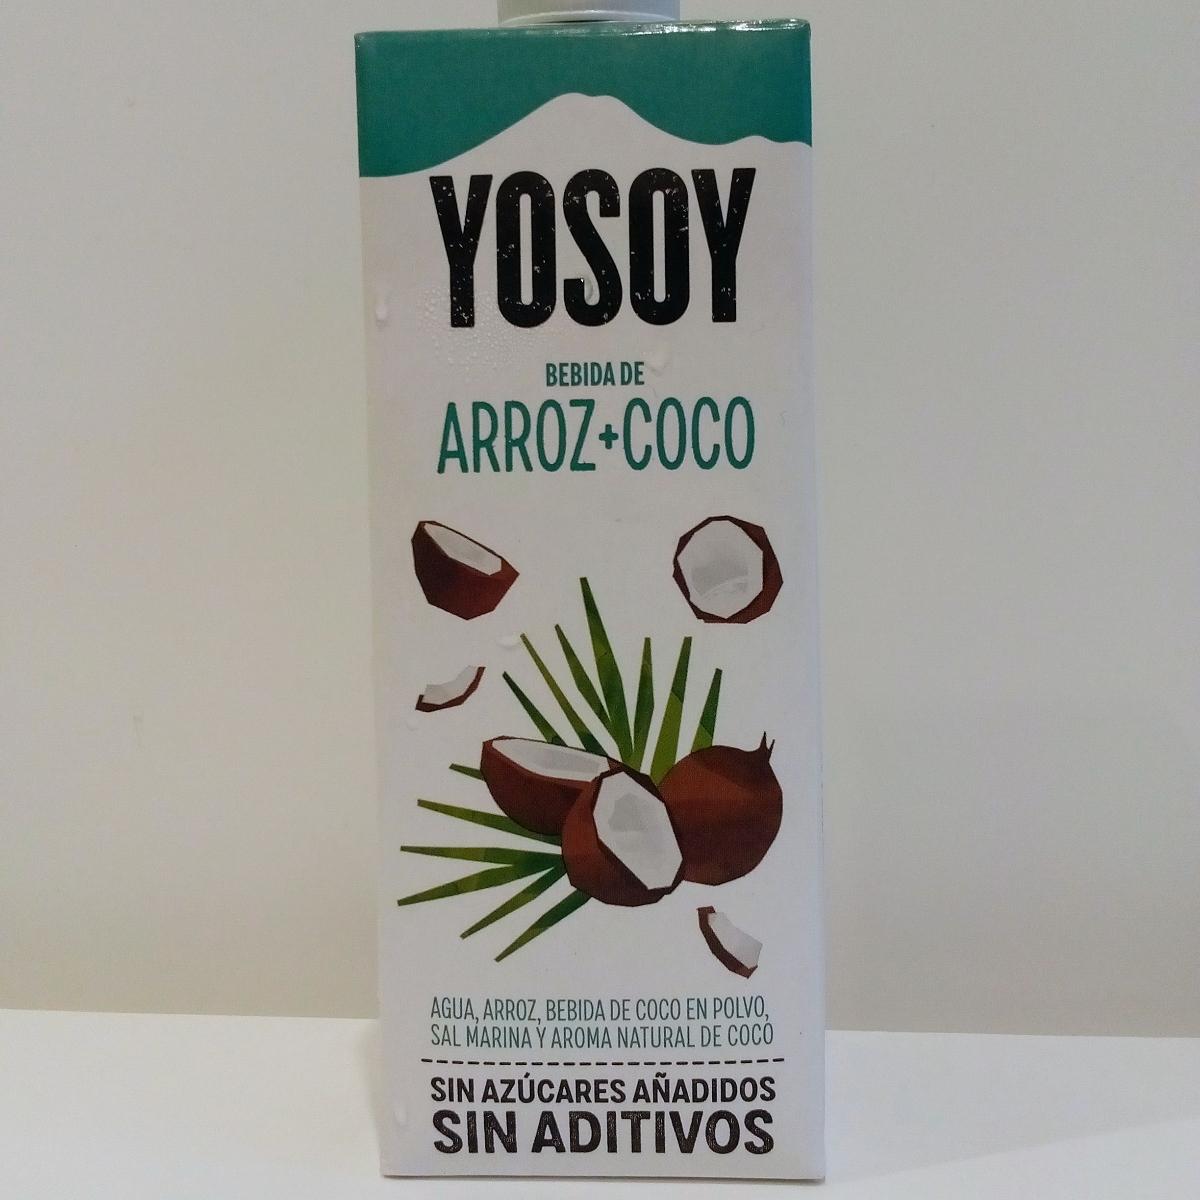 YOSOY
BEBIDA DE
ARROZ+COCO
AGUA, ARROZ, BEBIDA DE COCO EN POLVO,
SAL MARINA Y AROMA NATURAL DE COCO
SIN AZÚCARES AÑADIDOS
SIN ADITIVOS